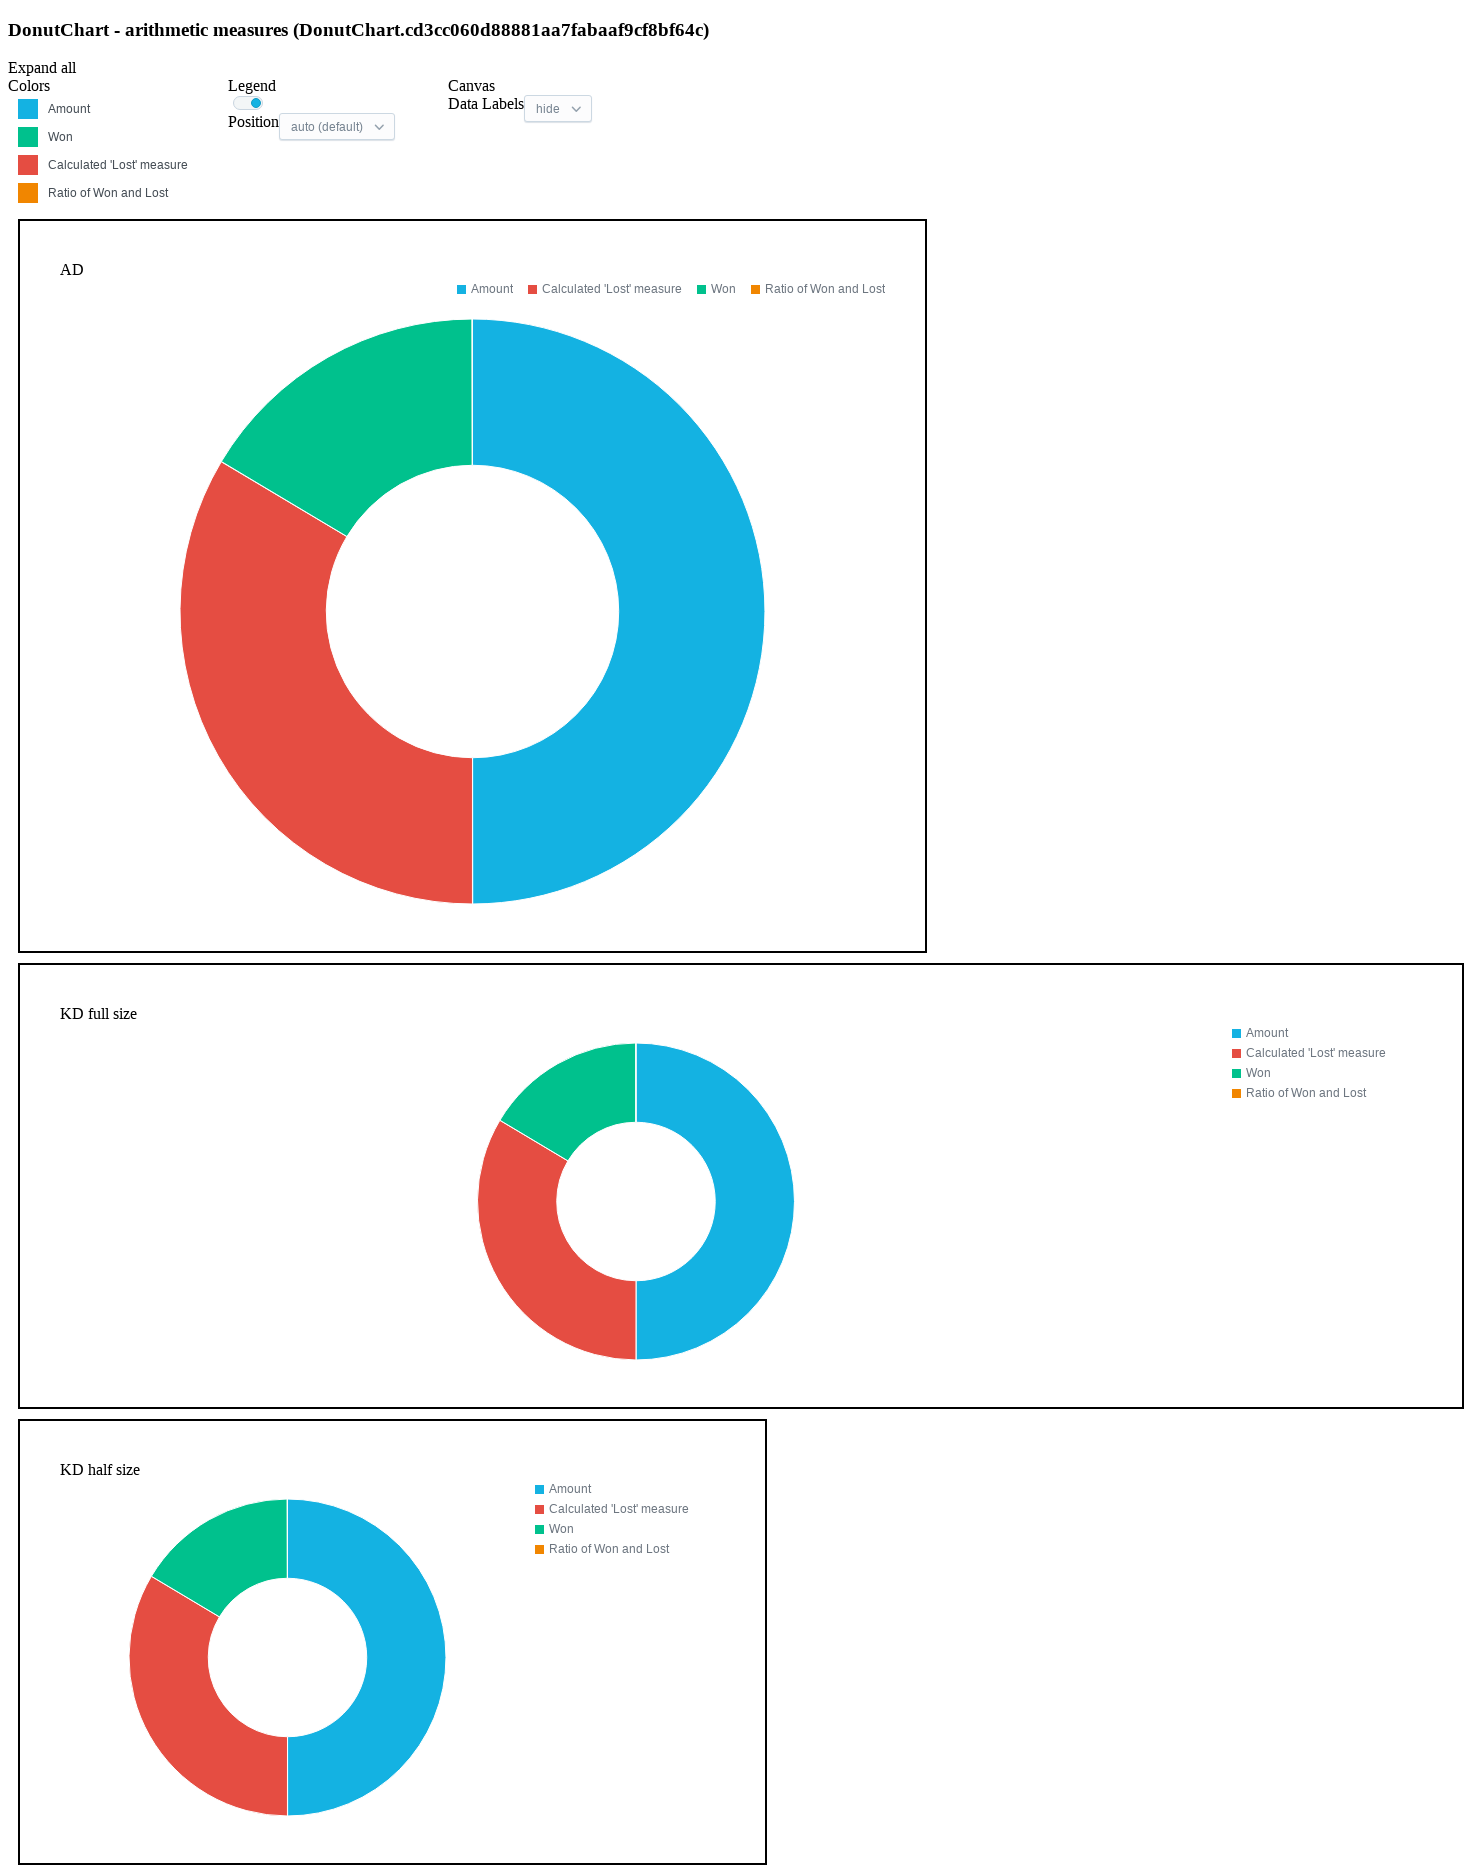 DonutChart - arithmetic measures (DonutChart.cd3cc060d88881aa7fabaaf9cf8bf64c)
Expand all
Colors
Amount
Won
Calculated 'Lost' measure
Ratio of Won and Lost
Legend
Position auto (default)
Canvas
Data Labels hide
AD
Amount Calculated 'Lost' measure Won Ratio of Won and Lost
KD full size
Amount
Calculated 'Lost' measure
Won
Ratio of Won and Lost
KD half size
Amount
Calculated 'Lost' measure
Won
Ratio of Won and Lost